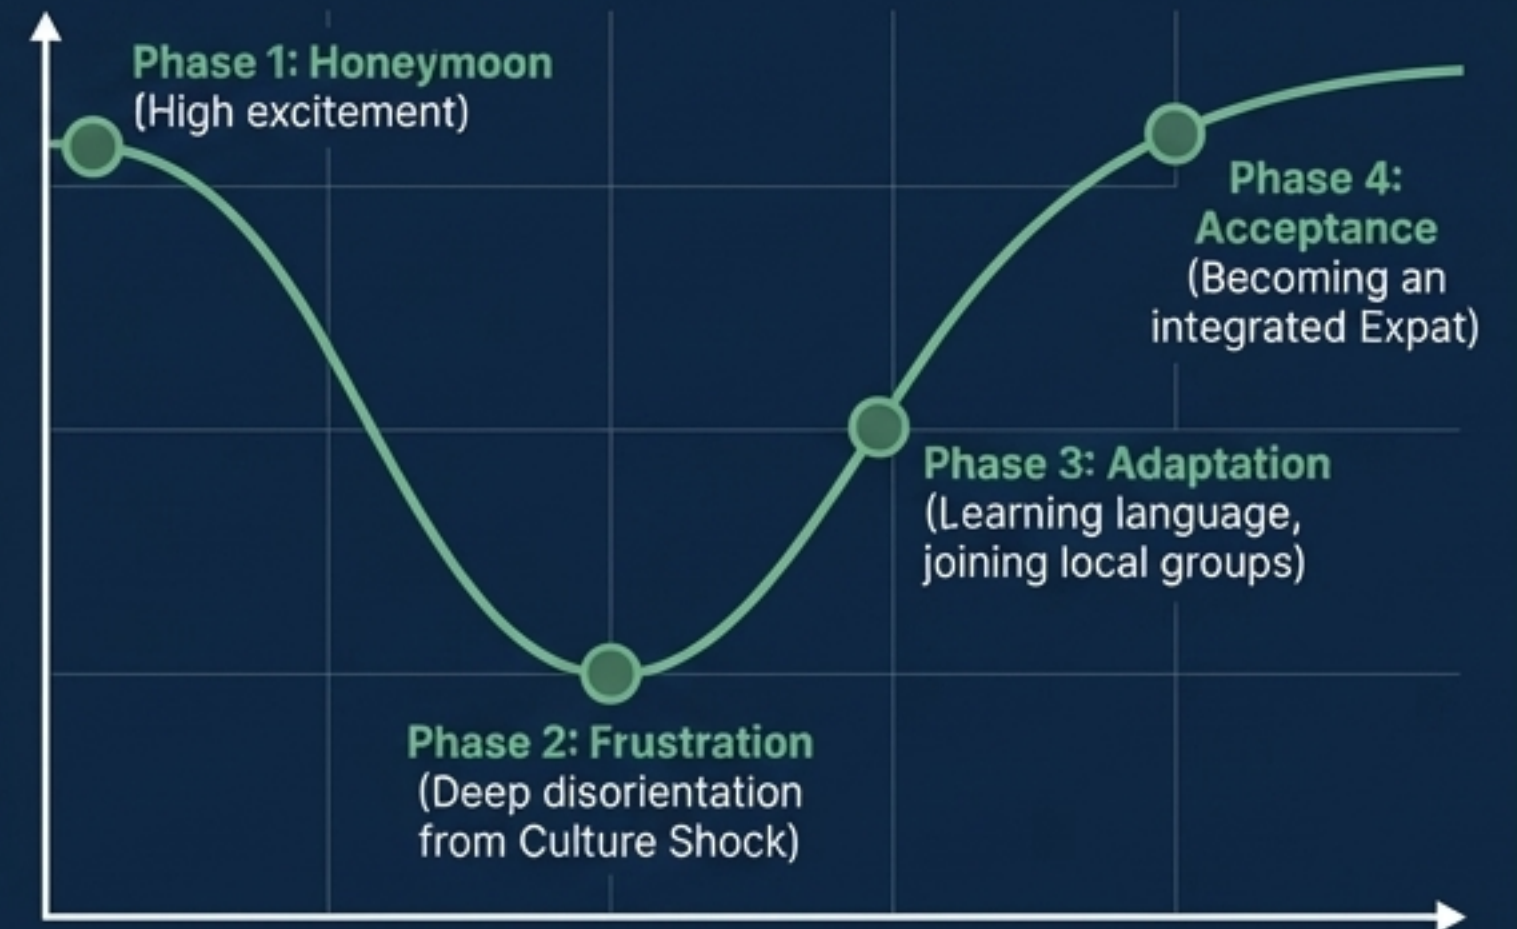 Phase 1: Honeymoon
(High excitement)
Phase 4:
Acceptance
(Becoming an
integrated Expat)
Phase 3: Adaptation
(Learning language,
joining local groups)
Phase 2: Frustration
(Deep disorientation
from Culture Shock)